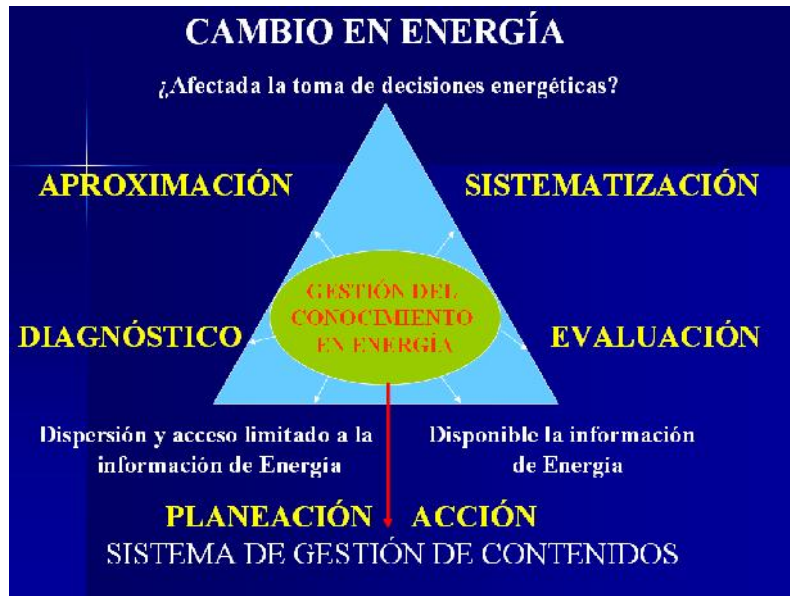 CAMBIO EN ENERGÍA
¿Afectada la toma de decisiones energéticas?
APROXIMACIÓN
SISTEMATIZACIÓN
GESTIÓN DEL
CONOCIMIENTO
EN ENERGÍA
DIAGNÓSTICO
EVALUACIÓN
Dispersión y acceso limitado a la
información de Energía
Disponible la información
de Energía
PLANEACIÓN
ACCIÓN
SISTEMA DE GESTIÓN DE CONTENIDOS